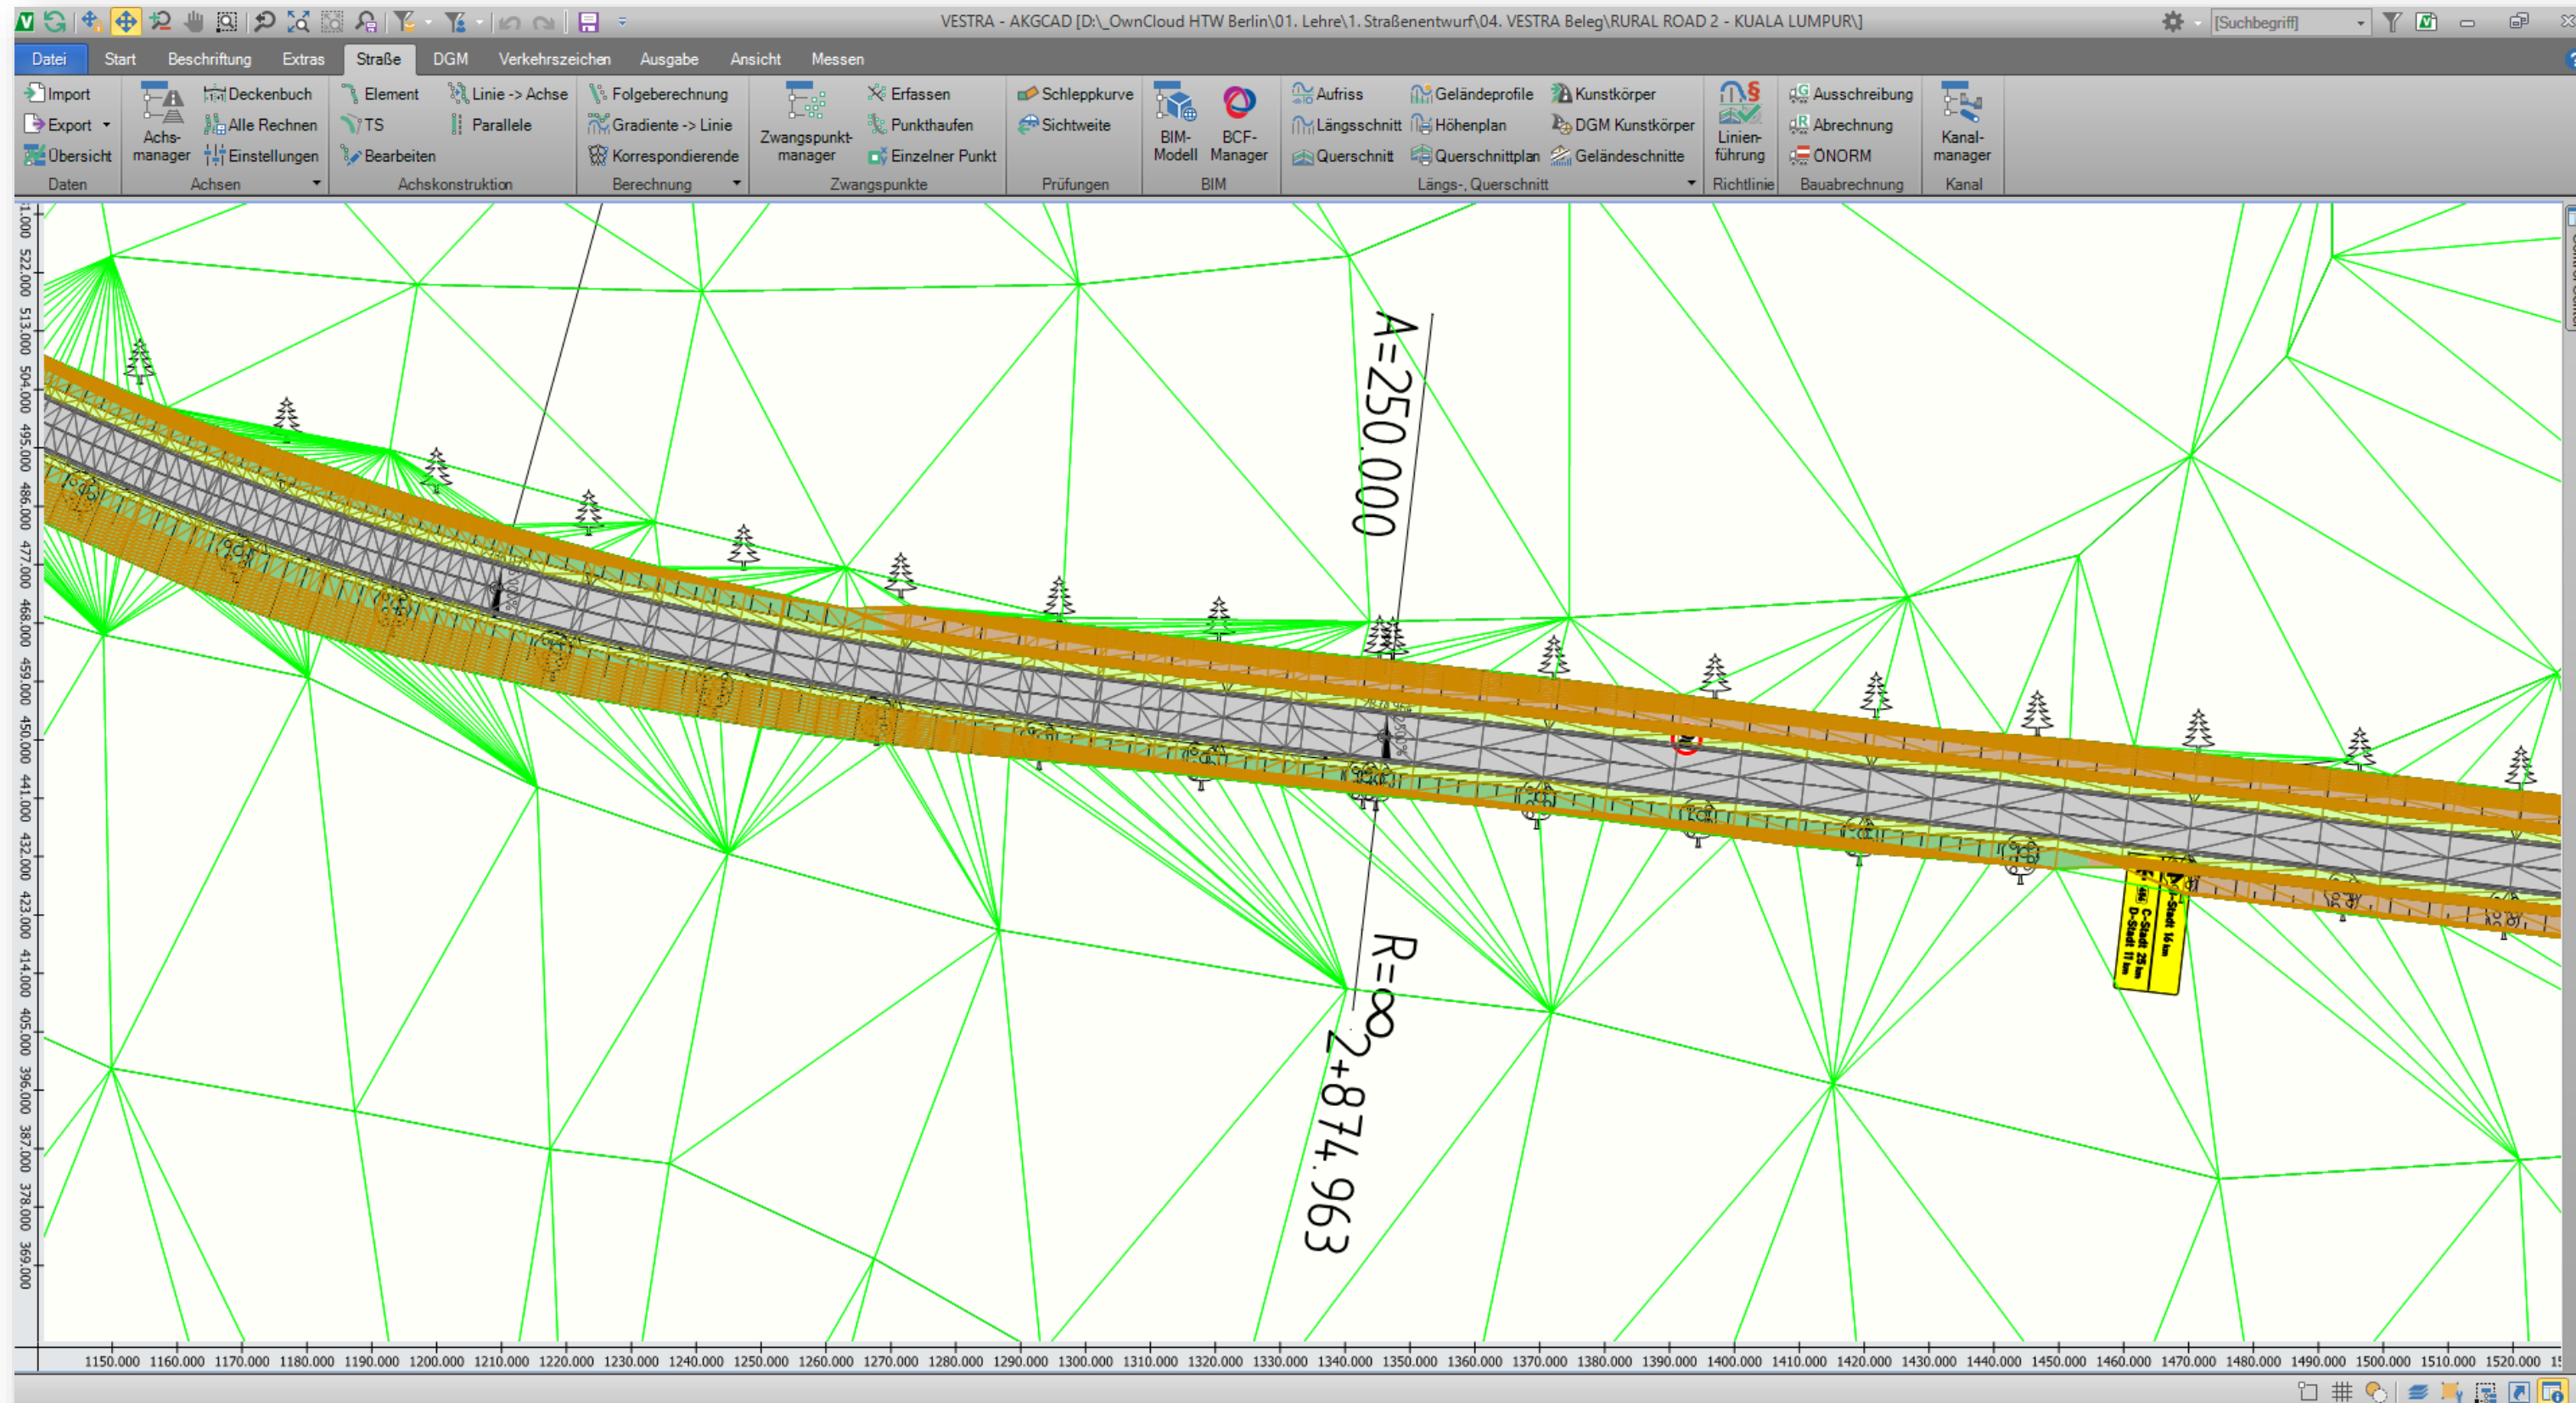 VESTRA - AKGCAD [D:\_OwnCloud HTW Berlin\01. Lehre\1. Straßenentwurf\04. VESTRA Beleg\RURAL ROAD 2 - KUALA LUMPUR\]
[Suchbegriff]
Datei Start Beschriftung Extras Straße DGM Verkehrszeichen Ausgabe Ansicht Messen
Import
Export
Übersicht
Daten
Achs-
manager
Deckenbuch
Alle Rechnen
Einstellungen
Achsen
Element
TS
Bearbeiten
Linie -> Achse
Parallele
Achskonstruktion
Folgeberechnung
Gradiente -> Linie
Korrespondierende
Berechnung
Zwangspunkt-
manager
Erfassen
Punkthaufen
Einzelner Punkt
Zwangspunkte
Schleppkurve
Sichtweite
Prüfungen
BIM-
Modell
BCF-
Manager
BIM
Aufriss
Längsschnitt
Querschnitt
Geländeprofile
Höhenplan
Querschnittplan
Kunstkörper
DGM Kunstkörper
Geländeschnitte
Längs-, Querschnitt
Linien-
führung
Richtlinie
Ausschreibung
Abrechnung
ÖNORM
Bauabrechnung
Kanal-
manager
Kanal
522.000
513.000
504.000
495.000
486.000
477.000
468.000
459.000
450.000
441.000
432.000
423.000
414.000
405.000
396.000
387.000
378.000
369.000
A=250.000
R=∞
2+874.963
-Stadt 16 km
C-Stadt 25 km
D-Stadt 11 km
1150.000 1160.000 1170.000 1180.000 1190.000 1200.000 1210.000 1220.000 1230.000 1240.000 1250.000 1260.000 1270.000 1280.000 1290.000 1300.000 1310.000 1320.000 1330.000 1340.000 1350.000 1360.000 1370.000 1380.000 1390.000 1400.000 1410.000 1420.000 1430.000 1440.000 1450.000 1460.000 1470.000 1480.000 1490.000 1500.000 1510.000 1520.000